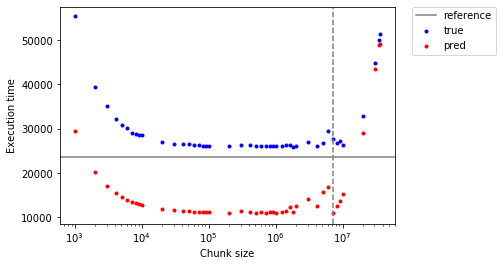 reference
true
pred
50000
40000
30000
20000
10000
Execution time
10³ 10⁴ 10⁵ 10⁶ 10⁷
Chunk size